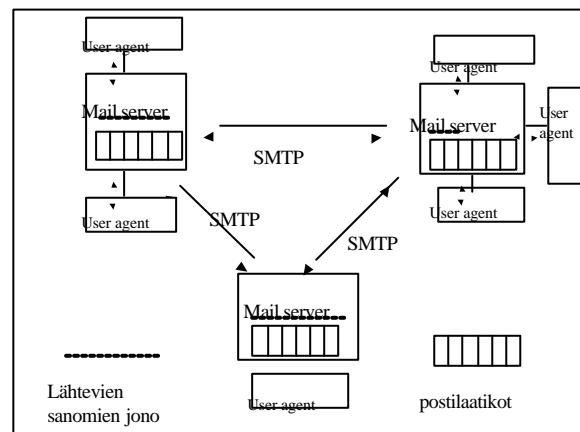 User agent
User agent
Mail server
User
agent
Mail server
SMTP
User agent
User agent
SMTP
SMTP
Mail server
Lähtevien
sanomien jono
postilaatikot
User agent